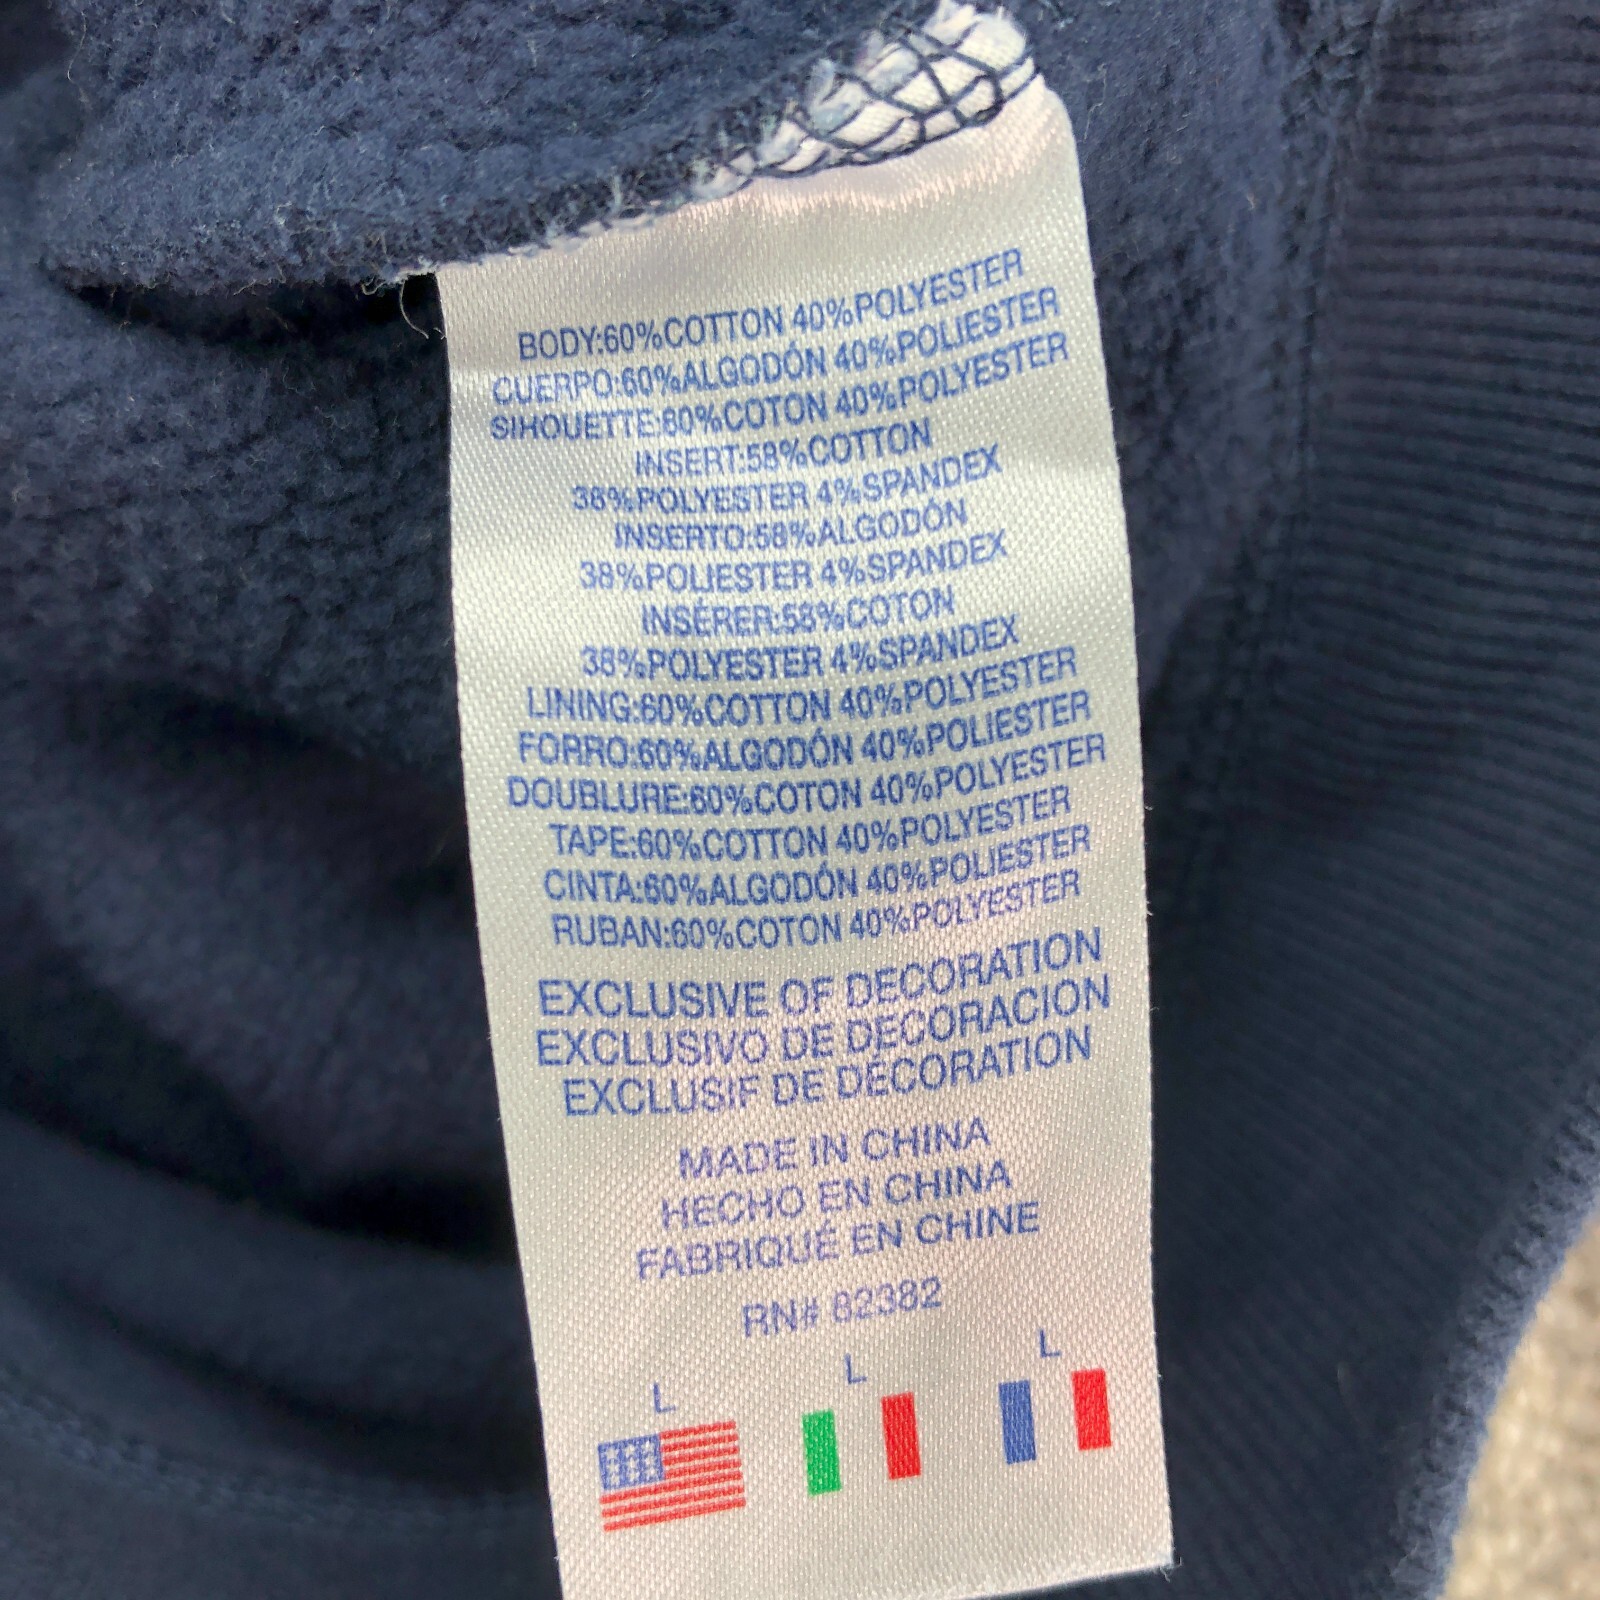 BODY:60%COTTON 40%POLYESTER
CUERPO:60%ALGODÓN 40%POLIESTER
SIHOUETTE:60%COTON 40%POLYESTER
INSERT:58%COTTON
38%POLYESTER 4%SPANDEX
INSERTO:58%ALGODÓN
38%POLIESTER 4%SPANDEX
INSÉRER:58%COTON
38%POLYESTER 4%SPANDEX
LINING:60%COTTON 40%POLYESTER
FORRO:60%ALGODÓN 40%POLIESTER
DOUBLURE:60%COTON 40%POLYESTER
TAPE:60%COTTON 40%POLYESTER
CINTA:60%ALGODÓN 40%POLIESTER
RUBAN:60%COTON 40%POLYESTER
EXCLUSIVE OF DECORATION
EXCLUSIVO DE DECORACION
EXCLUSIF DE DÉCORATION
MADE IN CHINA
HECHO EN CHINA
FABRIQUÉ EN CHINE
RN# 82382
L L L